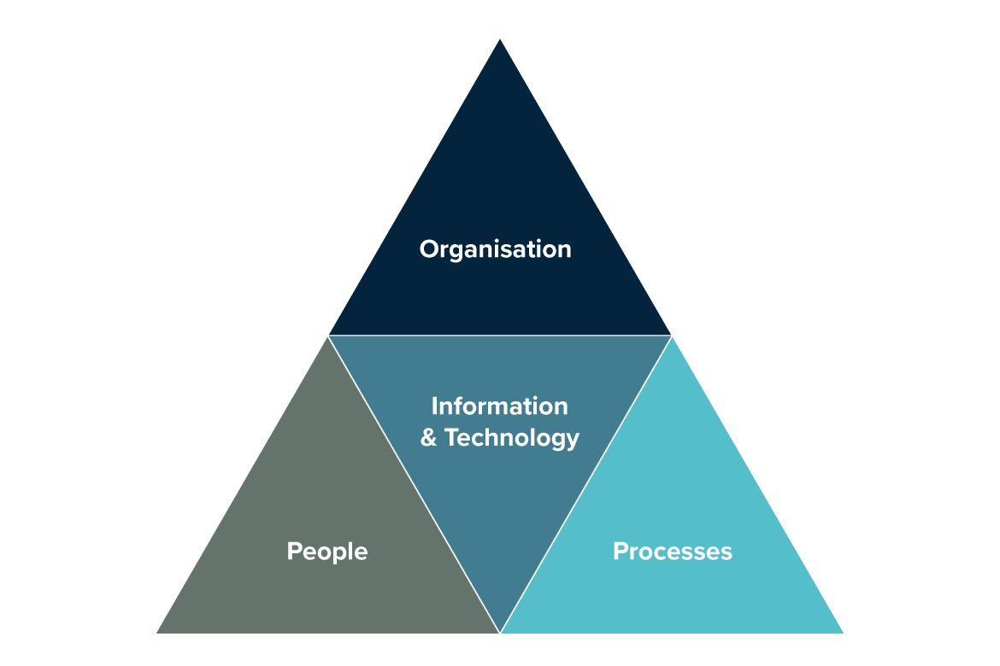 Organisation
Information
& Technology
People
Processes